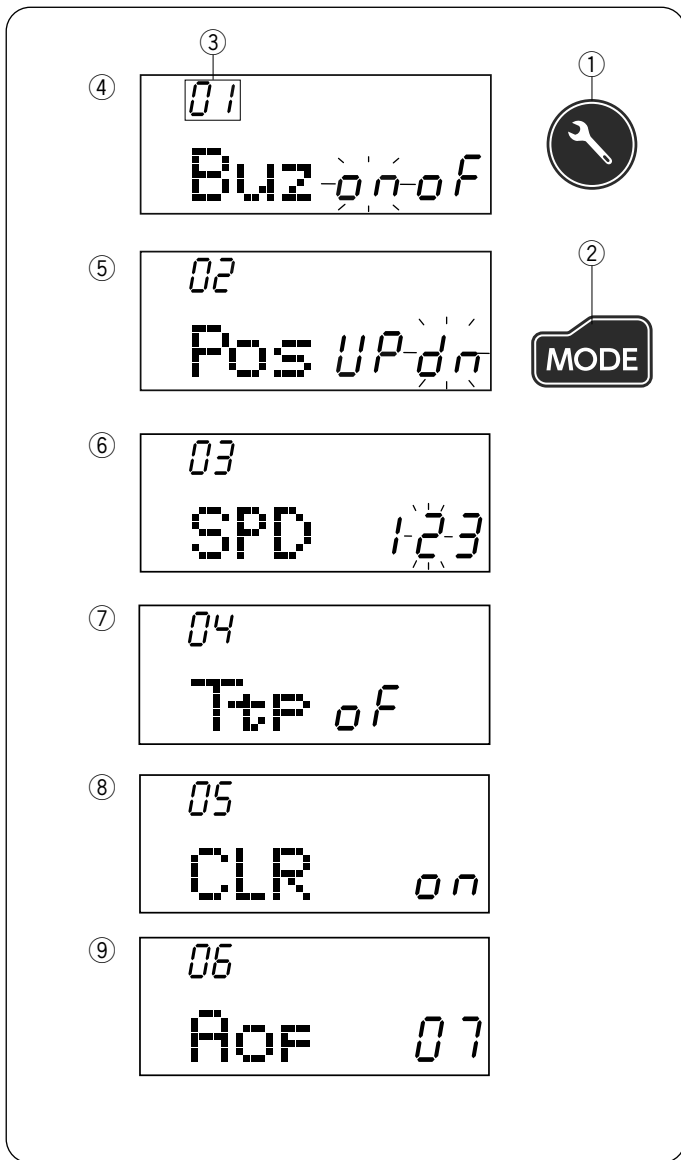 ③
④ 01 ①
Buz on oF
⑤ 02 ②
Pos UP dn MODE
⑥ 03
SPD 1 2 3
⑦ 04
Ttp oF
⑧ 05
CLR on
⑨ 06
Aof 07